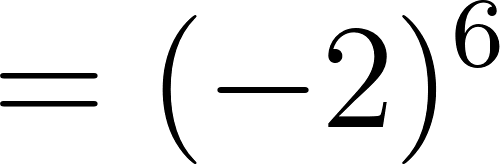 = (−2)⁶